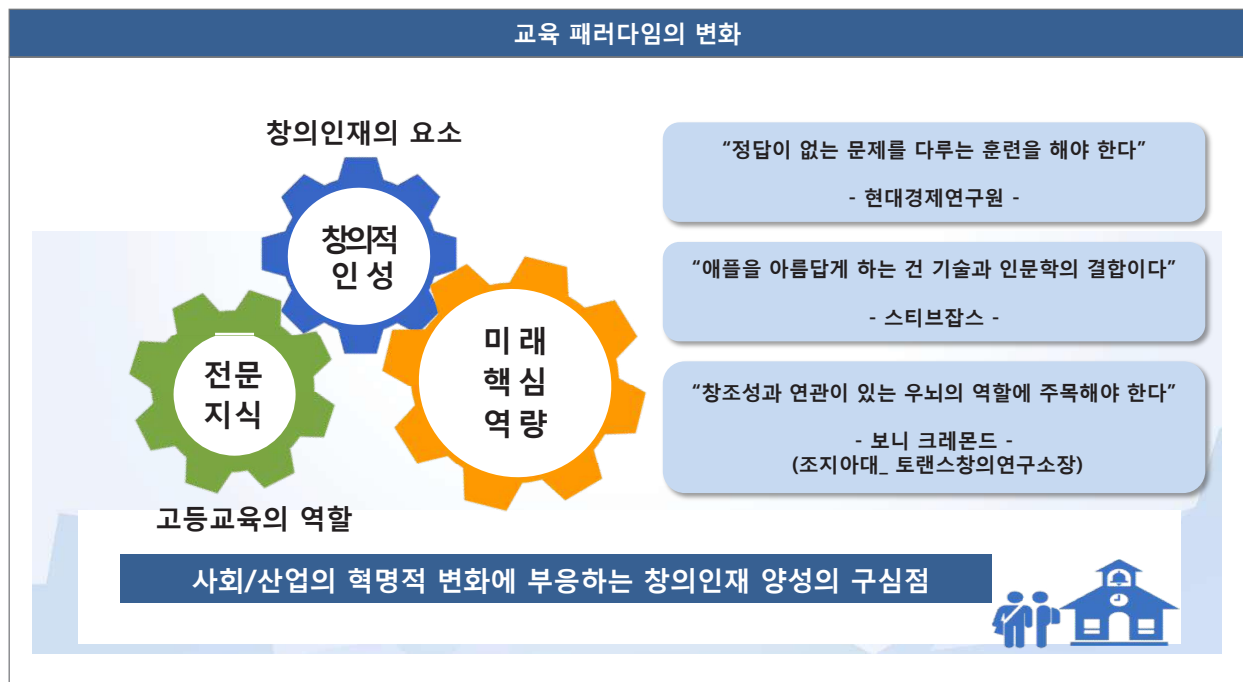 교육 패러다임의 변화
창의인재의 요소
창의적
인 성
전문
지식
미 래
핵 심
역 량
고등교육의 역할
“정답이 없는 문제를 다루는 훈련을 해야 한다”
- 현대경제연구원 -
“애플을 아름답게 하는 건 기술과 인문학의 결합이다”
- 스티브잡스 -
“창조성과 연관이 있는 우뇌의 역할에 주목해야 한다”
- 보니 크레몬드 -
(조지아대_ 토랜스창의연구소장)
사회/산업의 혁명적 변화에 부응하는 창의인재 양성의 구심점